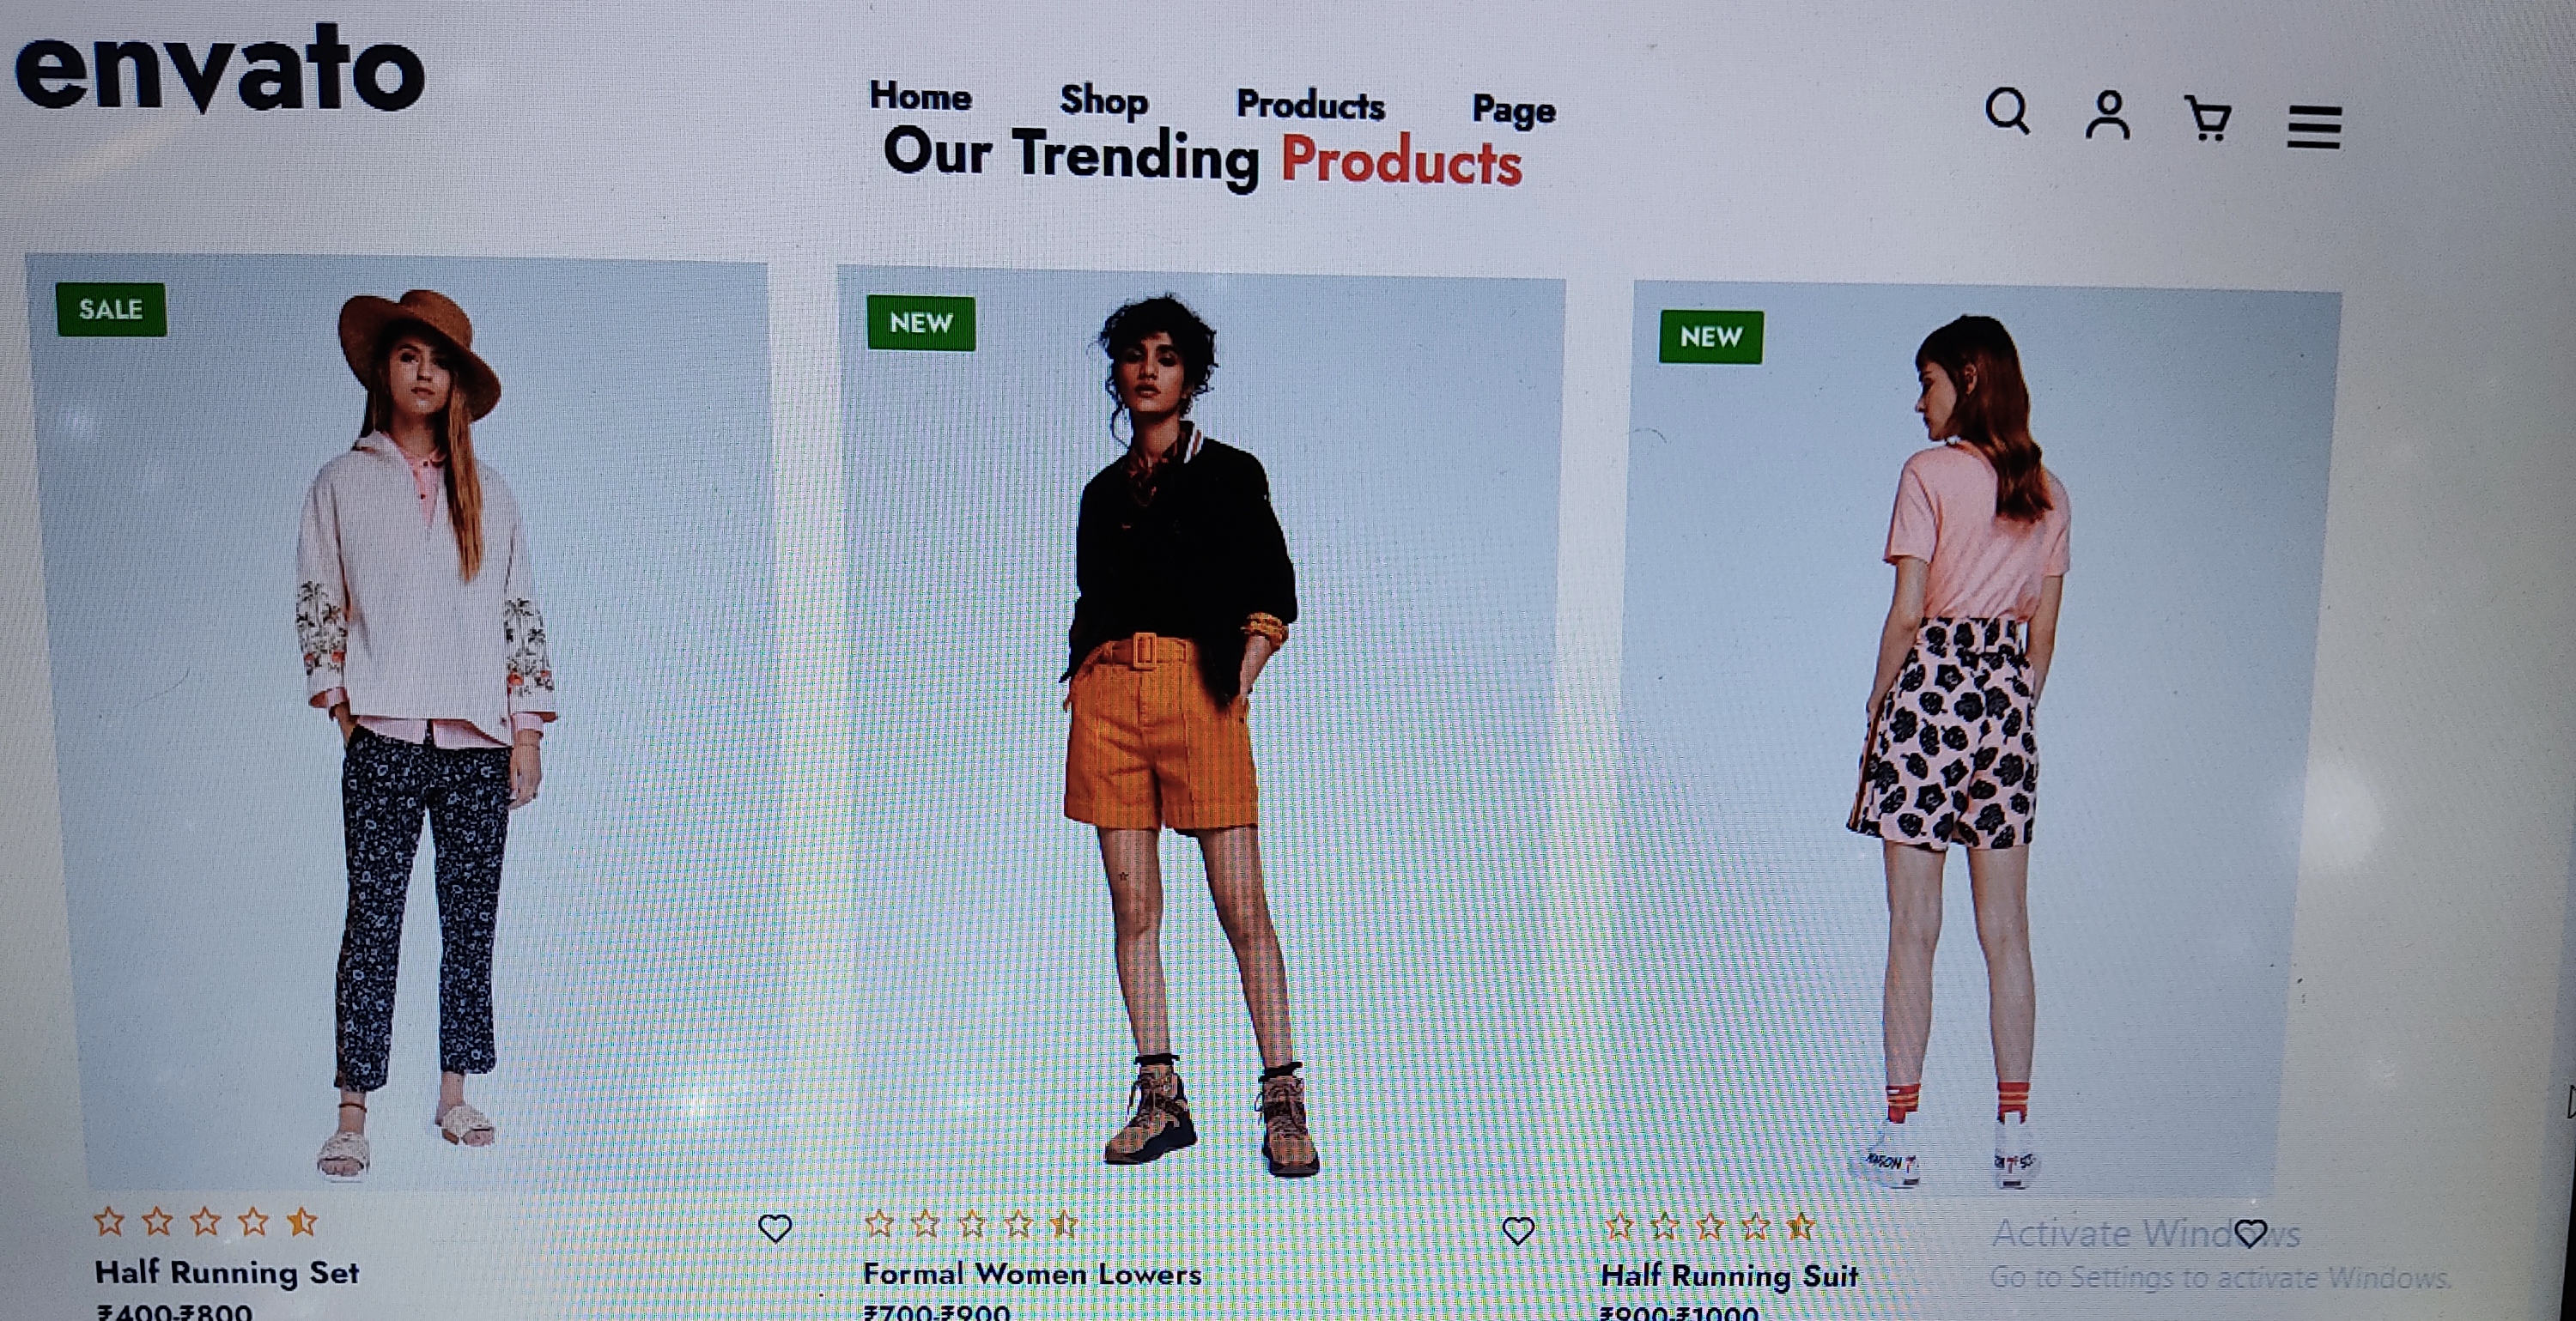 envato
Home Shop Products Page
Our Trending Products
SALE
NEW
NEW
Half Running Set
₹400-₹800
Formal Women Lowers
₹700-₹900
Half Running Suit
₹900-₹1000
Activate Windows
Go to Settings to activate Windows.